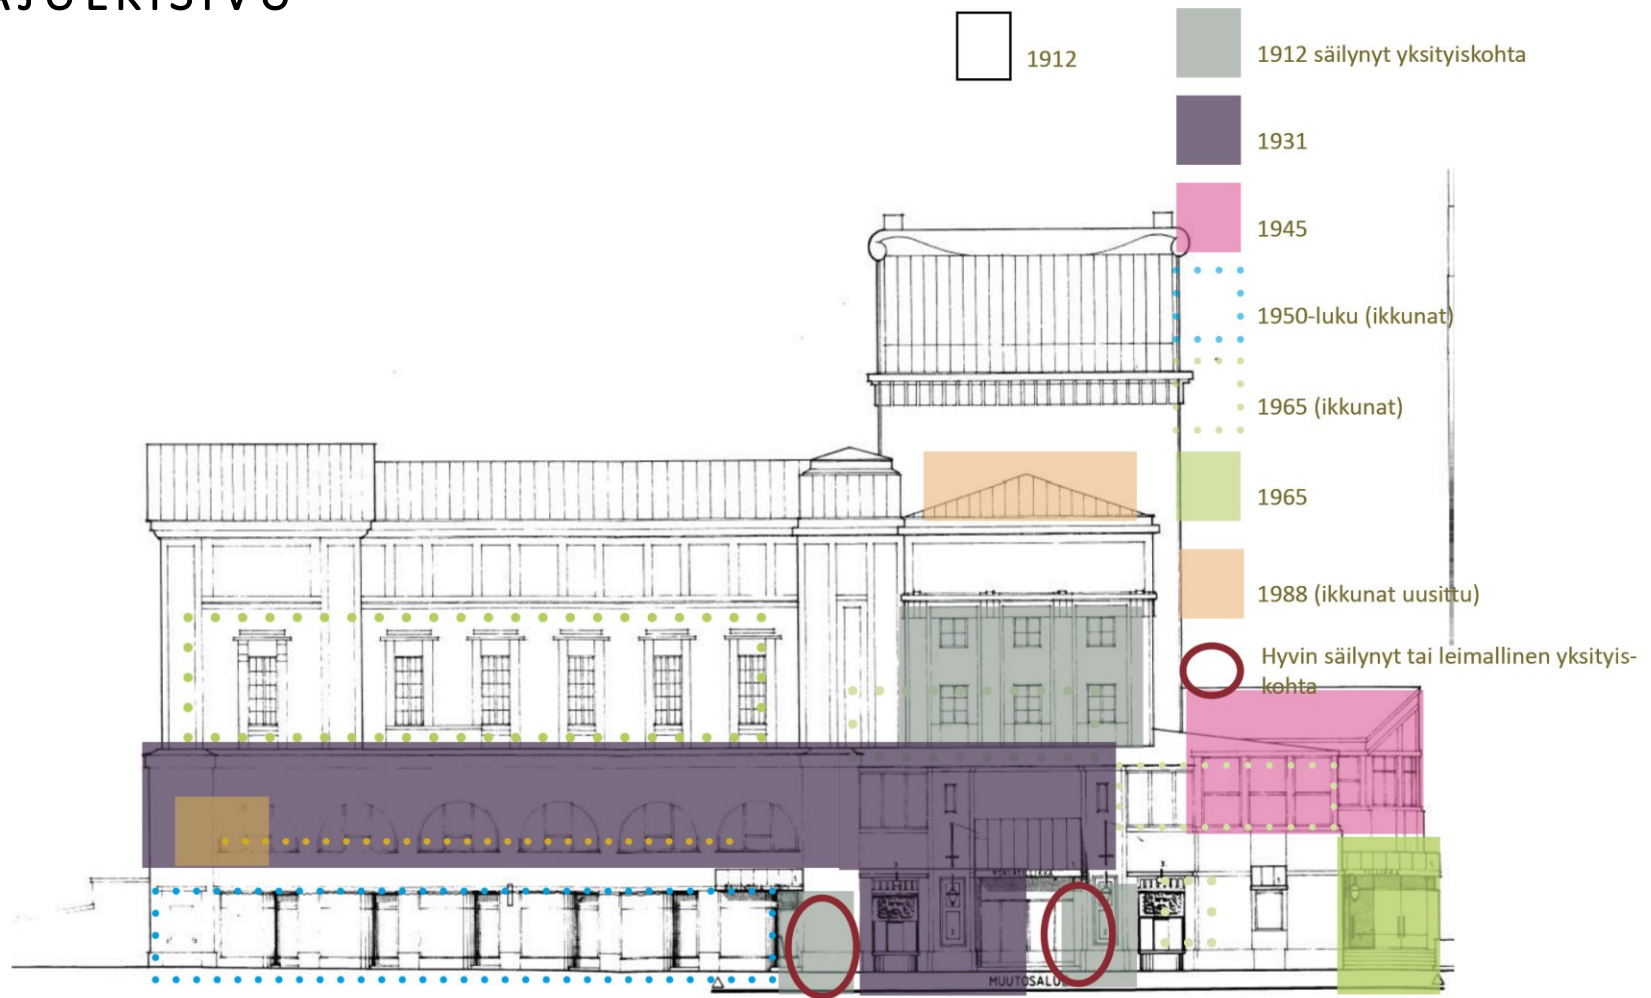 1912
1912 säilynyt yksityiskohta
1931
1945
1950-luku (ikkunat)
1965 (ikkunat)
1965
1988 (ikkunat uusittu)
Hyvin säilynyt tai leimallinen yksityis-
kohta